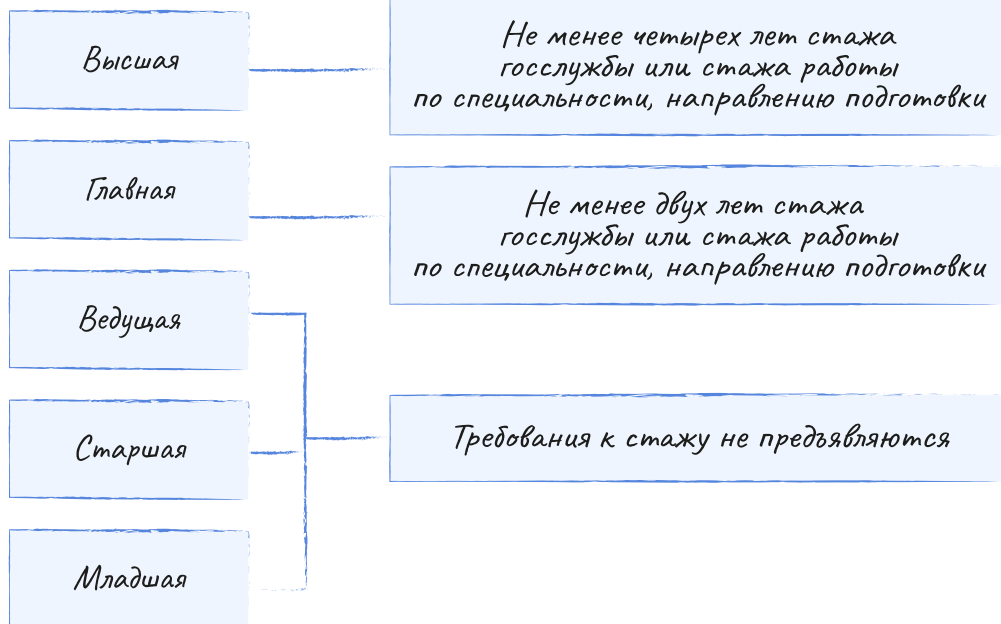 Высшая
Не менее четырех лет стажа
госслужбы или стажа работы
по специальности, направлению подготовки
Главная
Не менее двух лет стажа
госслужбы или стажа работы
по специальности, направлению подготовки
Ведущая
Старшая
Младшая
Требования к стажу не предъявляются